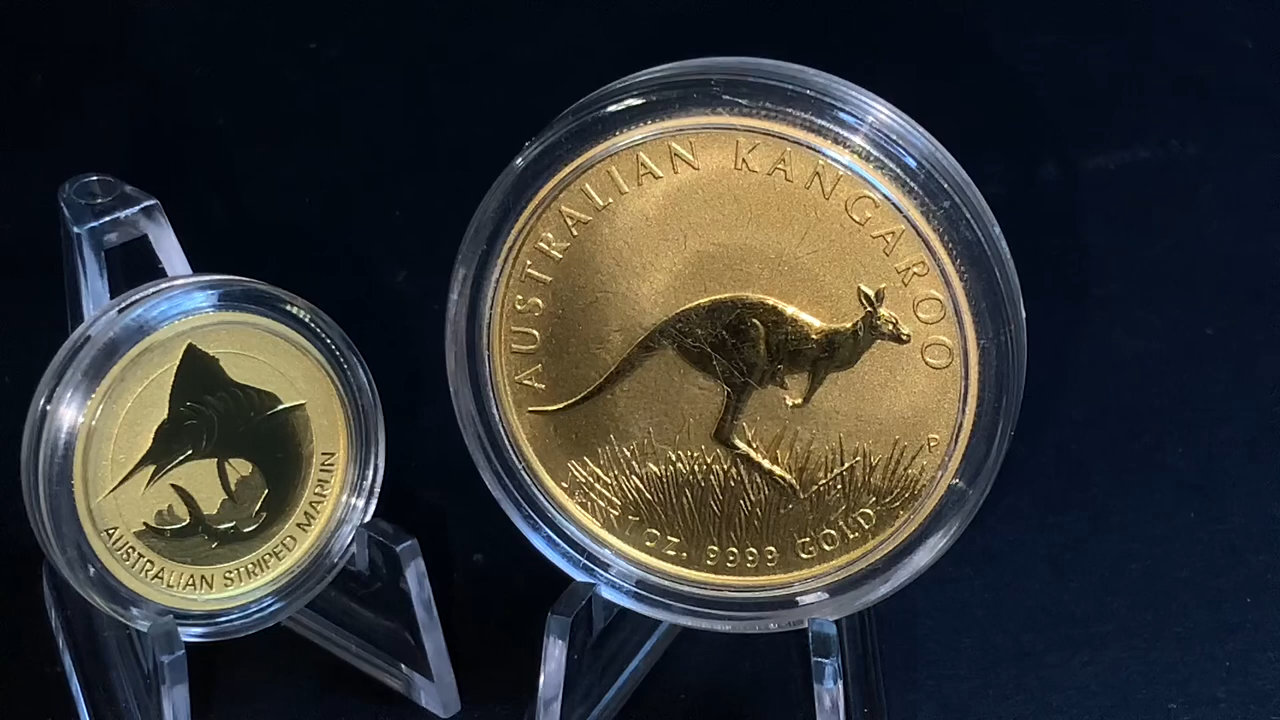 AUSTRALIAN STRIPED MARLIN
AUSTRALIAN KANGAROO
P
1 OZ. 9999 GOLD